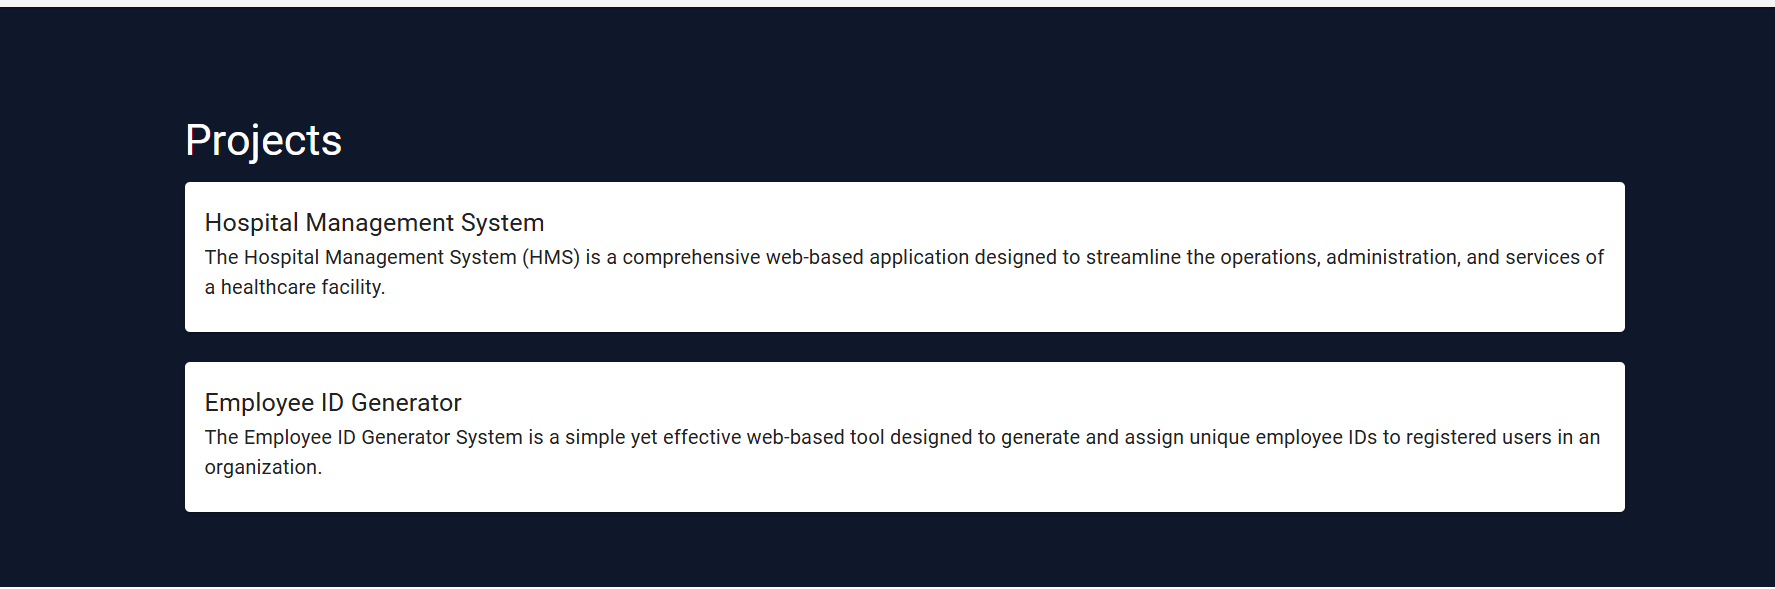 Projects
Hospital Management System
The Hospital Management System (HMS) is a comprehensive web-based application designed to streamline the operations, administration, and services of
a healthcare facility.
Employee ID Generator
The Employee ID Generator System is a simple yet effective web-based tool designed to generate and assign unique employee IDs to registered users in an
organization.